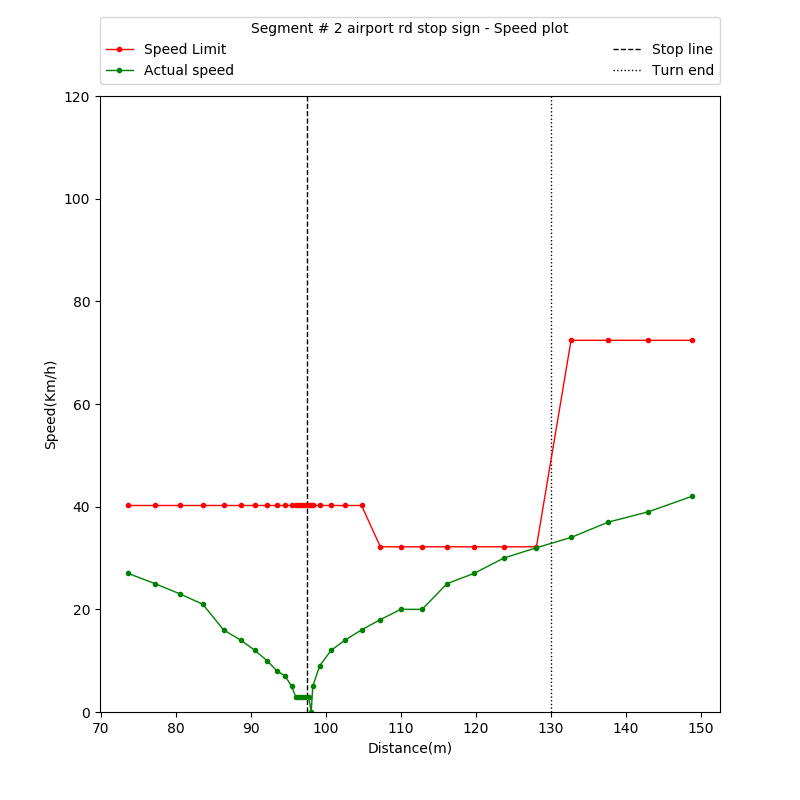 Segment # 2 airport rd stop sign - Speed plot
Speed Limit
Actual speed
Stop line
Turn end
120
100
80
60
40
20
0
Speed(Km/h)
70 80 90 100 110 120 130 140 150
Distance(m)